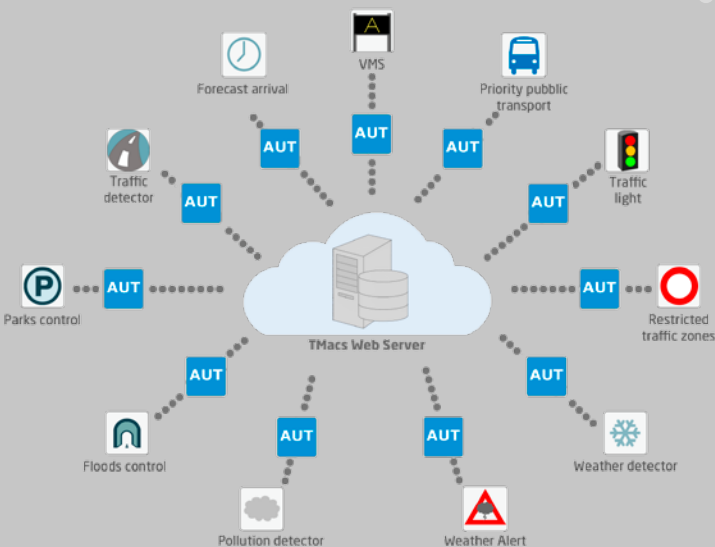 A
VMS
Forecast arrival
Priority pubblic
transport
AUT
AUT
AUT
Traffic
detector
Traffic
light
AUT
AUT
P
Parks control
AUT
AUT
Restricted
traffic zones
TMacs Web Server
AUT
AUT
Floods control
Weather detector
AUT
AUT
Pollution detector
Weather Alert